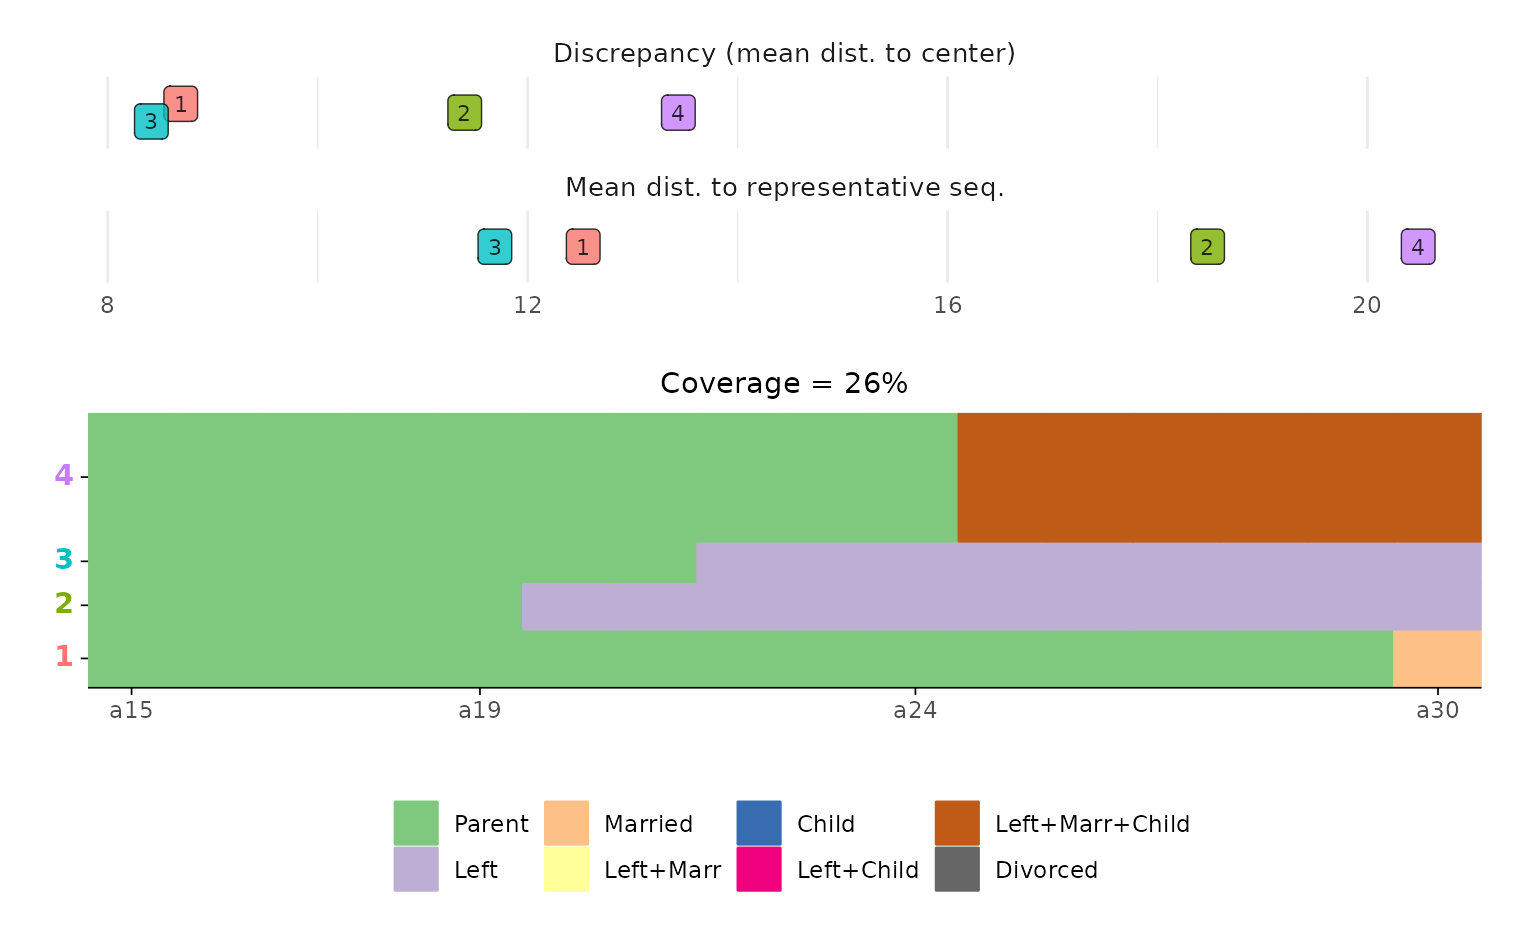 Discrepancy (mean dist. to center)
1
3
2
4
Mean dist. to representative seq.
3 1 2 4
8 12 16 20
Coverage = 26%
4
3
2
1
a15 a19 a24 a30
Parent Married Child Left+Marr+Child
Left Left+Marr Left+Child Divorced